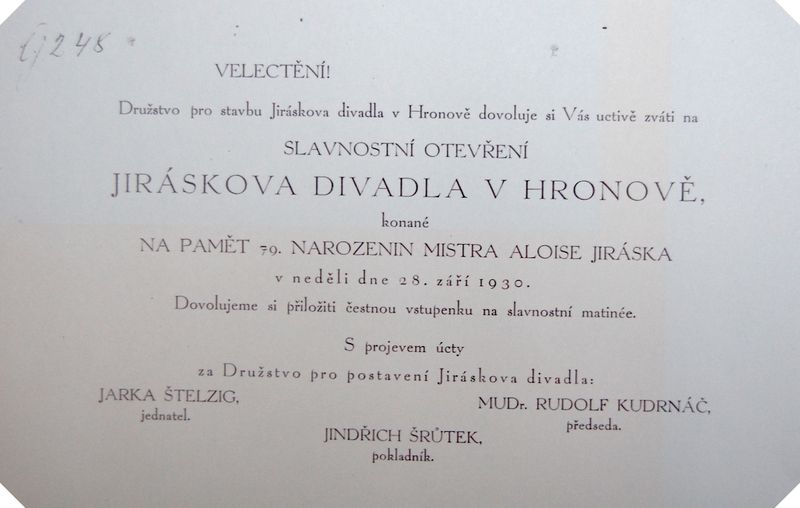 248
VELECTĚNÍ!
Družstvo pro stavbu Jiráskova divadla v Hronově dovoluje si Vás uctivě zváti na
SLAVNOSTNÍ OTEVŘENÍ
JIRÁSKOVA DIVADLA V HRONOVĚ,
konané
NA PAMĚT 79. NAROZENIN MISTRA ALOISE JIRÁSKA
v neděli dne 28. září 1930.
Dovolujeme si přiložiti čestnou vstupenku na slavnostní matinée.
S projevem úcty
za Družstvo pro postavení Jiráskova divadla:
JARKA ŠTELZIG,
jednatel.
MUDr. RUDOLF KUDRNÁČ,
předseda.
JINDŘICH ŠRŮTEK,
pokladník.